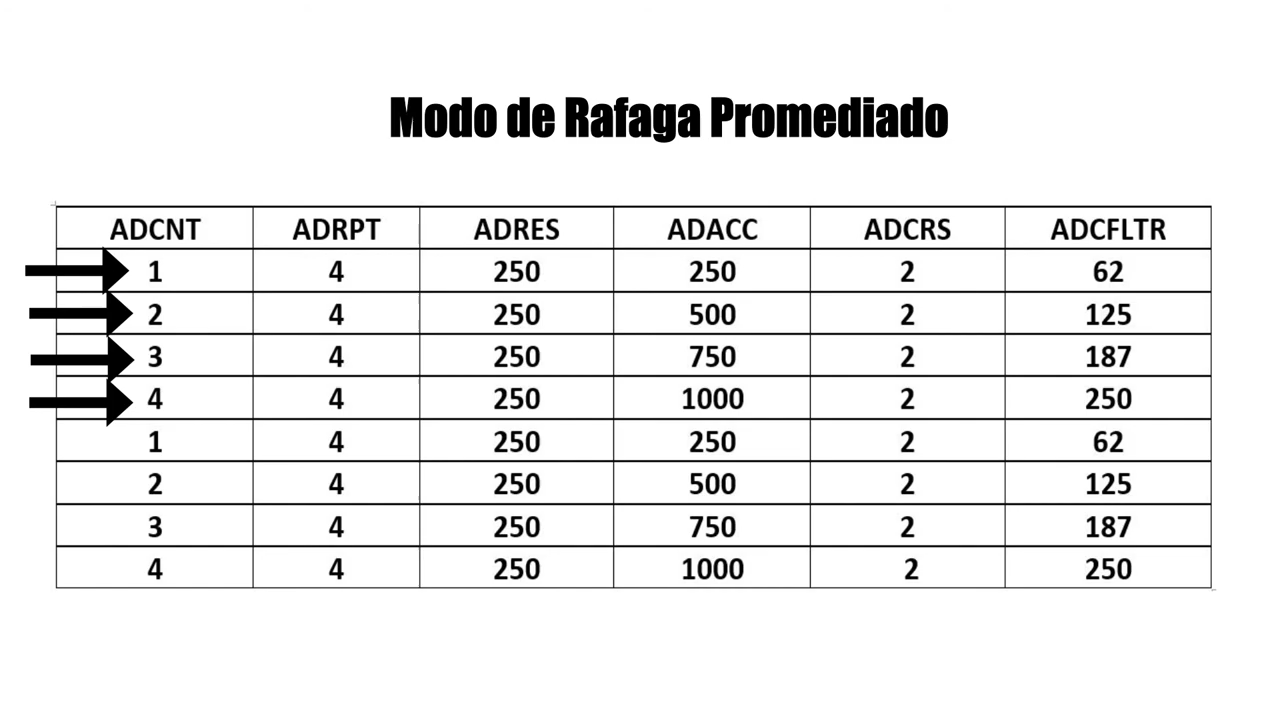 Modo de Rafaga Promediado
ADCNT ADRPT ADRES ADACC ADCRS ADCFLTR
1 4 250 250 2 62
2 4 250 500 2 125
3 4 250 750 2 187
4 4 250 1000 2 250
1 4 250 250 2 62
2 4 250 500 2 125
3 4 250 750 2 187
4 4 250 1000 2 250